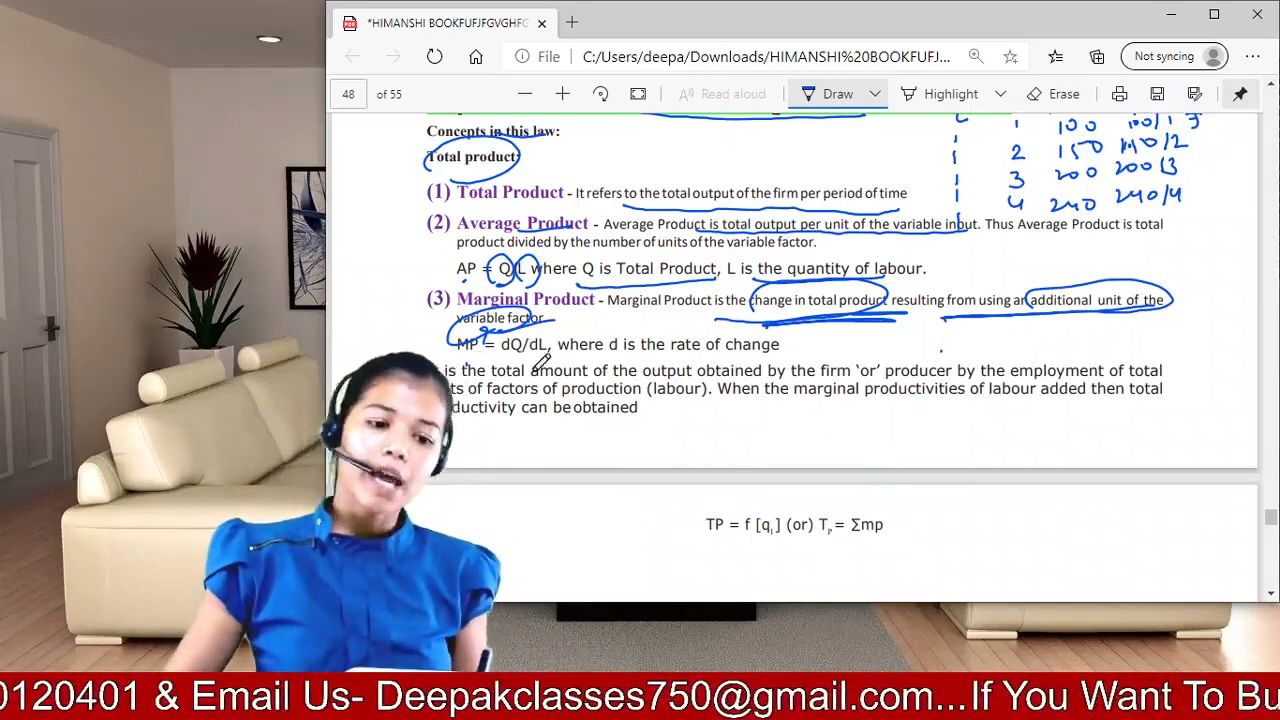 *HIMANSHI BOOKFUFJFGVGHFG
File
C:/Users/deepa/Downloads/HIMANSHI%20BOOKFUFJ...
Not syncing
48 of 55
Read aloud
Draw
Highlight
Erase
Concepts in this law:
1 100 100/1
Total product:
2 150 150/2
3 200 200/3
(1) Total Product - It refers to the total output of the firm per period of time
4 240 240/4
(2) Average Product - Average Product is total output per unit of the variable input. Thus Average Product is total
product divided by the number of units of the variable factor.
AP = Q/L where Q is Total Product, L is the quantity of labour.
(3) Marginal Product - Marginal Product is the change in total product resulting from using an additional unit of the
variable factor
MP = dQ/dL, where d is the rate of change
is the total amount of the output obtained by the firm 'or' producer by the employment of total
ts of factors of production (labour). When the marginal productivities of labour added then total
ductivity can be obtained
TP = f [q₁] (or) Tₚ = ∑mp
0120401 & Email Us- Deepakclasses750@gmail.com...If You Want To Bu